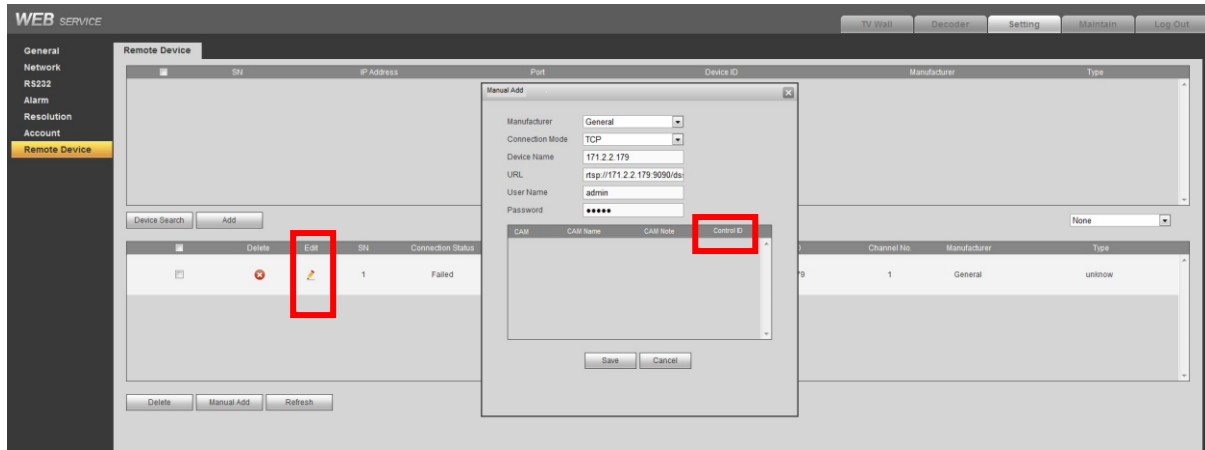 WEB SERVICE
TV Wall Decoder Setting Maintain Log Out
General
Network
RS232
Alarm
Resolution
Account
Remote Device
Remote Device
SN IP Address Port Device ID Manufacturer Type
Manual Add
Manufacturer General
Connection Mode TCP
Device Name 171.2.2.179
URL rtsp://171.2.2.179:9090/ds
User Name admin
Password •••••
CAM CAM Name CAM Note Control ID
Save Cancel
Device Search Add None
Delete Edit SN Connection Status Channel No. Manufacturer Type
1 Failed 79 1 General unknow
Delete Manual Add Refresh